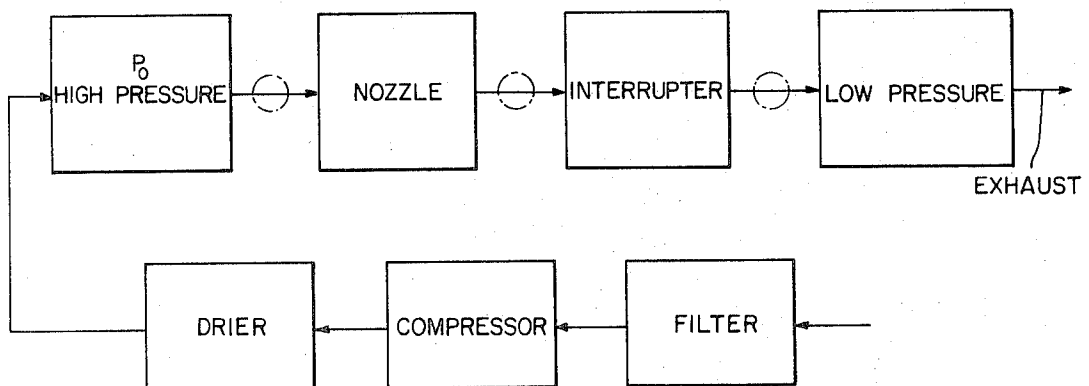 P0
HIGH PRESSURE
NOZZLE
INTERRUPTER
LOW PRESSURE
EXHAUST
DRIER
COMPRESSOR
FILTER